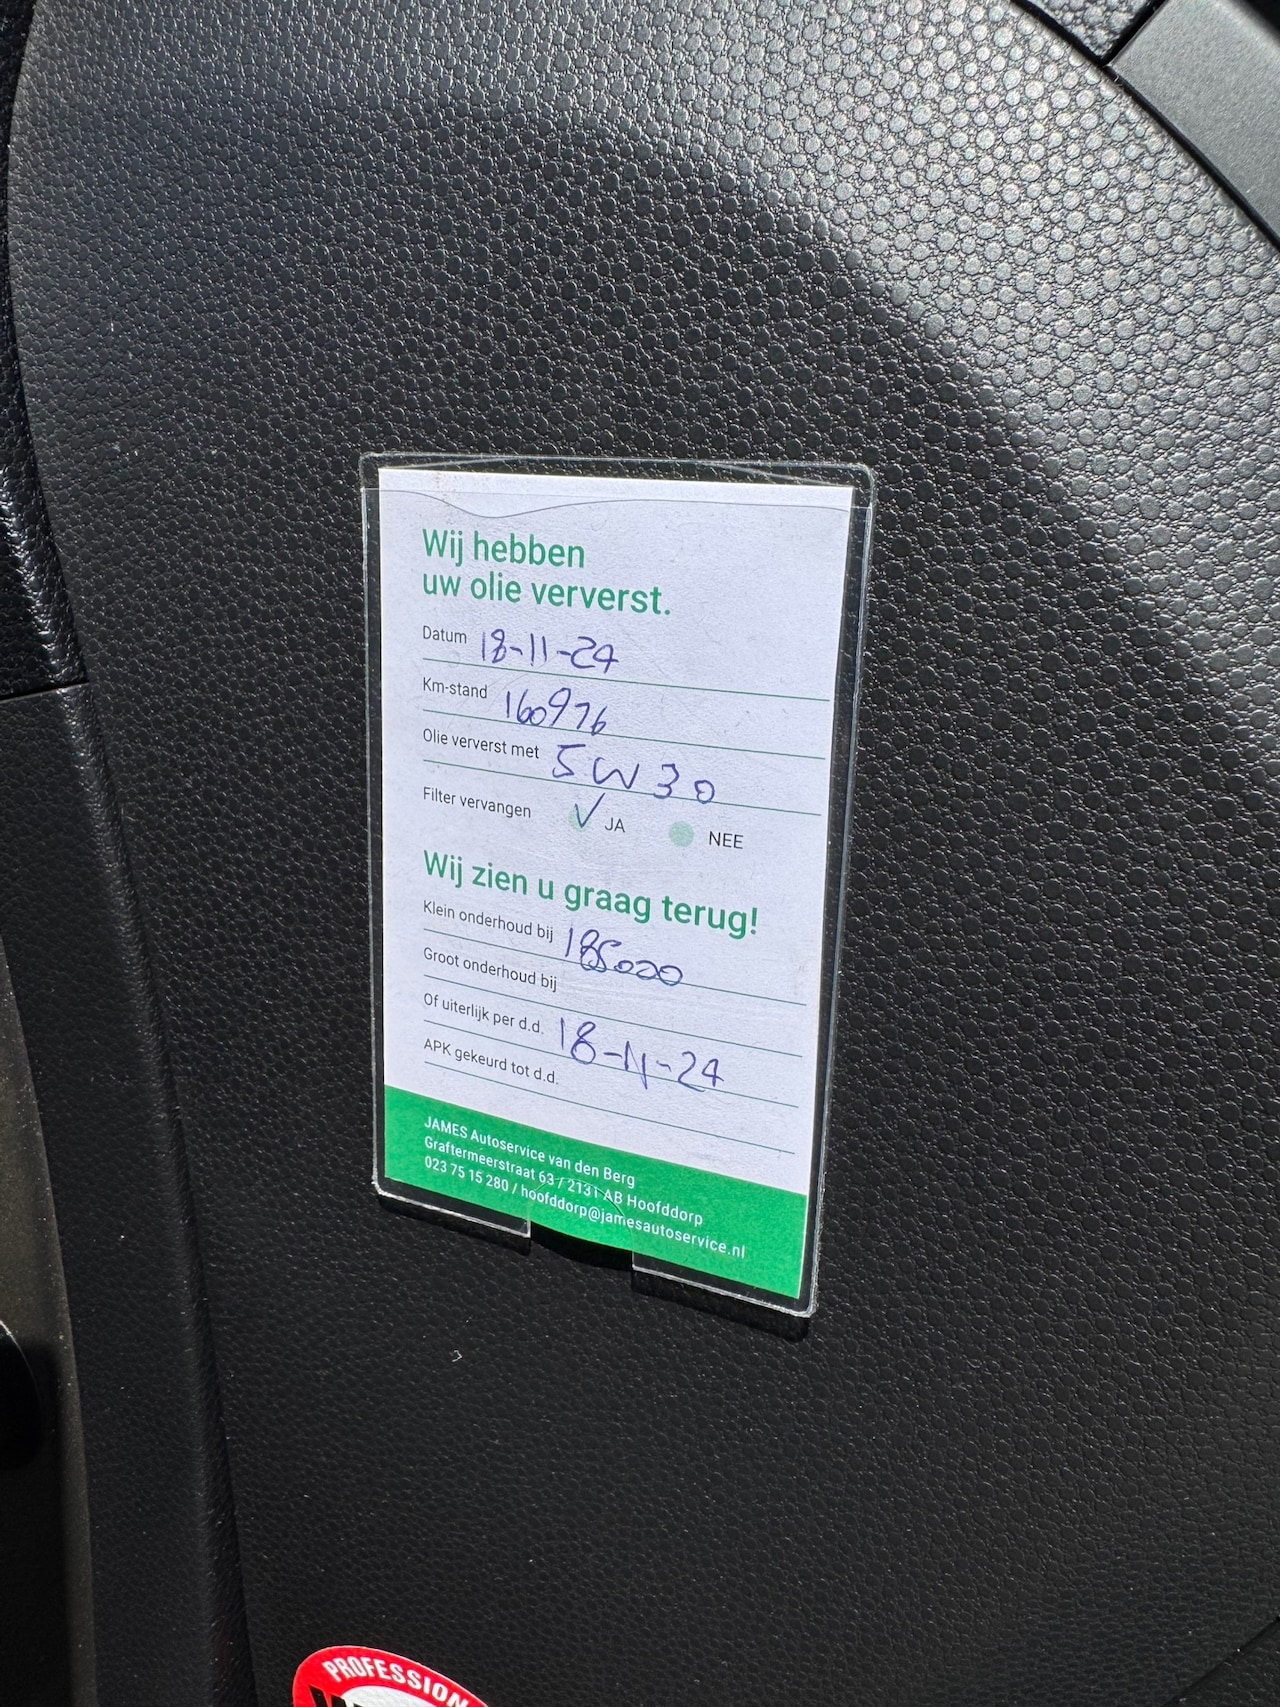 Wij hebben
uw olie ververst.
Datum 18-11-24
Km-stand 160976
Olie ververst met 5W30
Filter vervangen ✓ JA NEE
Wij zien u graag terug!
Klein onderhoud bij 185000
Groot onderhoud bij
Of uiterlijk per d.d. 18-11-24
APK gekeurd tot d.d.
JAMES Autoservice van den Berg
Graftermeerstraat 63 / 2131 AB Hoofddorp
023 75 15 280 / hoofddorp@jamesautoservice.nl